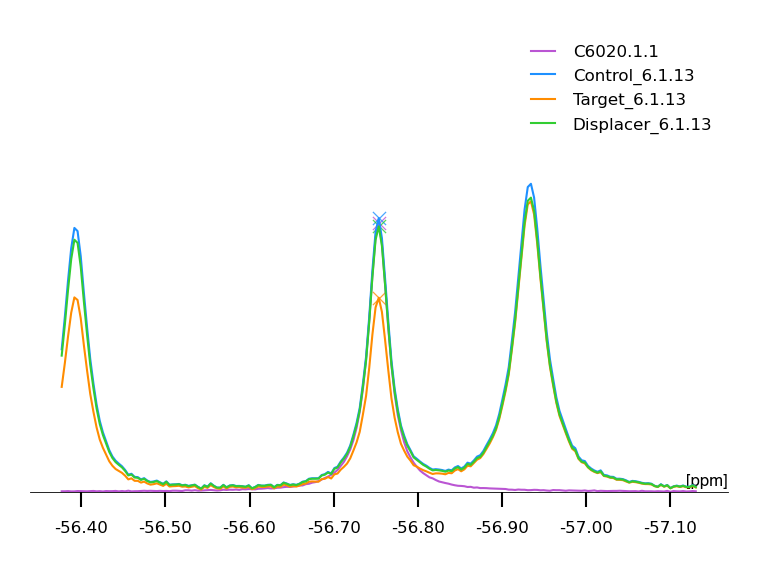 C6020.1.1
Control_6.1.13
Target_6.1.13
Displacer_6.1.13
[ppm]
-56.40 -56.50 -56.60 -56.70 -56.80 -56.90 -57.00 -57.10